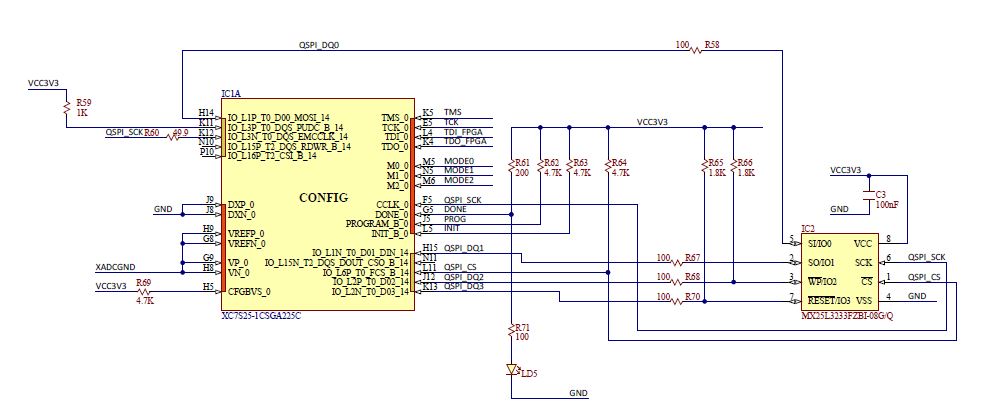 QSPI_DQ0
100 R58
VCC3V3
R59
1K
IC1A
H14 IO_L1P_T0_D00_MOSI_14
K11 IO_L3P_T0_DQS_PUDC_B_14
QSPI_SCK R60 49.9 K12 IO_L3N_T0_DQS_EMCCLK_14
N10 IO_L15P_T2_DQS_RDWR_B_14
P10 IO_L16P_T2_CSI_B_14
TMS_0 K5 TMS
TCK_0 E5 TCK
TDI_0 L4 TDI_FPGA
TDO_0 K4 TDO_FPGA
M0_0 M5 MODE0
M1_0 N5 MODE1
M2_0 M6 MODE2
CONFIG
VCC3V3
R61
200
R62
4.7K
R63
4.7K
R64
4.7K
R65
1.8K
R66
1.8K
VCC3V3
C3
100nF
GND
GND
J9 DXP_0
J8 DXN_0
CCLK_0 F5 QSPI_SCK
DONE_0 G5 DONE
PROGRAM_B_0 J5 PROG
INIT_B_0 L5 INIT
H9 VREFP_0
G8 VREFN_0
XADCGND
G9 VP_0
H8 VN_0
VCC3V3 R69
4.7K
H5 CFGBVS_0
IO_L1N_T0_D01_DIN_14 H15 QSPI_DQ1
IO_L15N_T2_DQS_DOUT_CSO_B_14 N11
IO_L6P_T0_FCS_B_14 L11 QSPI_CS
IO_L2P_T0_D02_14 J12 QSPI_DQ2
IO_L2N_T0_D03_14 K13 QSPI_DQ3
100 R67
100 R68
100 R70
IC2
5 SI/IO0 VCC 8
2 SO/IO1 SCK 6 QSPI_SCK
3 WP/IO2 CS 1 QSPI_CS
7 RESET/IO3 VSS 4 GND
XC7S25-1CSGA225C
MX25L3233FZBI-08G/Q
R71
100
LD5
GND